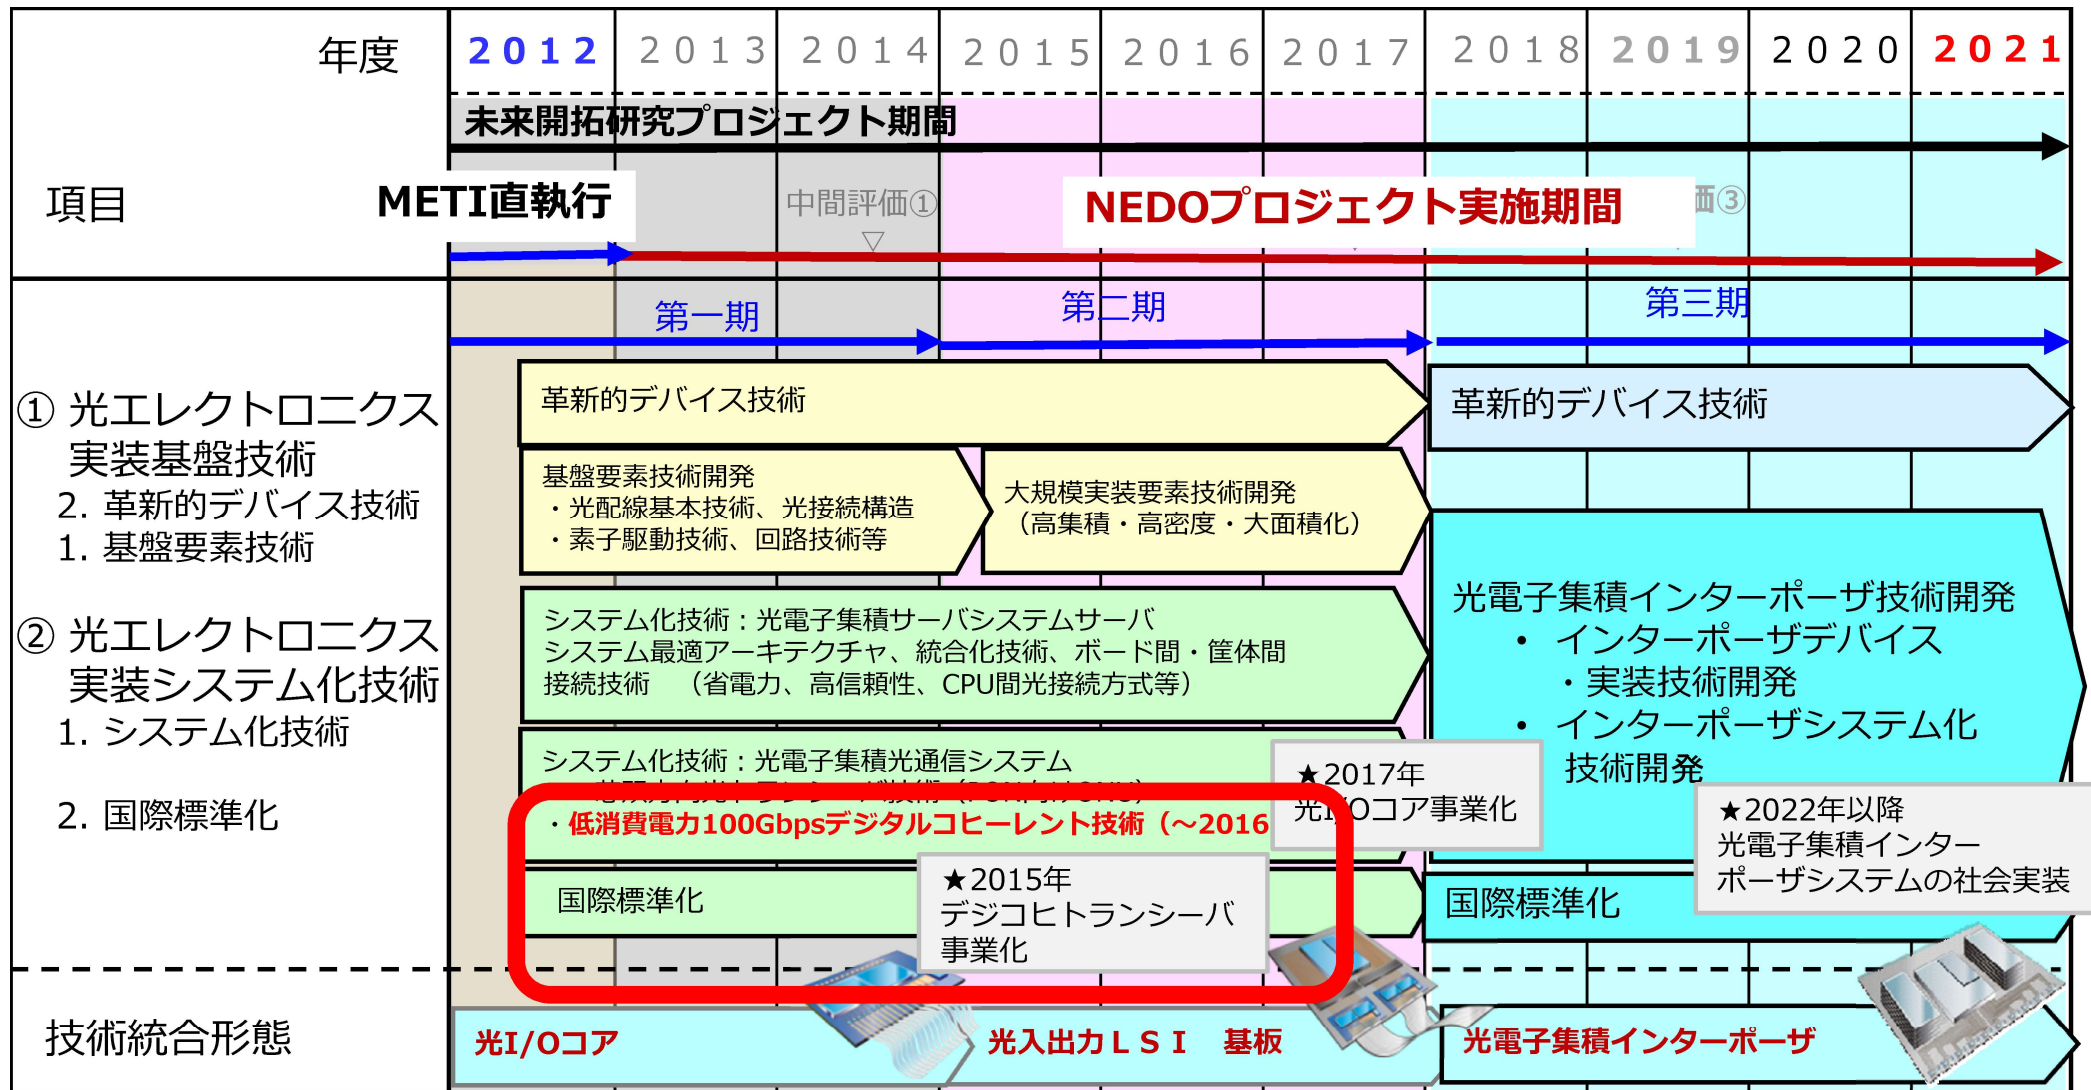 年度
２０１２ ２０１３ ２０１４ ２０１５ ２０１６ ２０１７ ２０１８ ２０１９ ２０２０ ２０２１
未来開拓研究プロジェクト期間
項目
METI直執行
中間評価①
▽
NEDOプロジェクト実施期間
価③
第一期
第二期
第三期
① 光エレクトロニクス
実装基盤技術
2. 革新的デバイス技術
1. 基盤要素技術
② 光エレクトロニクス
実装システム化技術
1. システム化技術
2. 国際標準化
革新的デバイス技術
革新的デバイス技術
基盤要素技術開発
・光配線基本技術、光接続構造
・素子駆動技術、回路技術等
大規模実装要素技術開発
（高集積・高密度・大面積化）
システム化技術：光電子集積サーバシステムサーバ
システム最適アーキテクチャ、統合化技術、ボード間・筐体間
接続技術　（省電力、高信頼性、CPU間光接続方式等）
システム化技術：光電子集積光通信システム
・低消費電力100Gbpsデジタルコヒーレント技術（～2016
光電子集積インターポーザ技術開発
• インターポーザデバイス
・実装技術開発
• インターポーザシステム化
技術開発
★2017年
光I/Oコア事業化
★2022年以降
光電子集積インター
ポーザシステムの社会実装
国際標準化
★2015年
デジコヒトランシーバ
事業化
国際標準化
技術統合形態
光I/Oコア
光入出力ＬＳＩ　基板
光電子集積インターポーザ